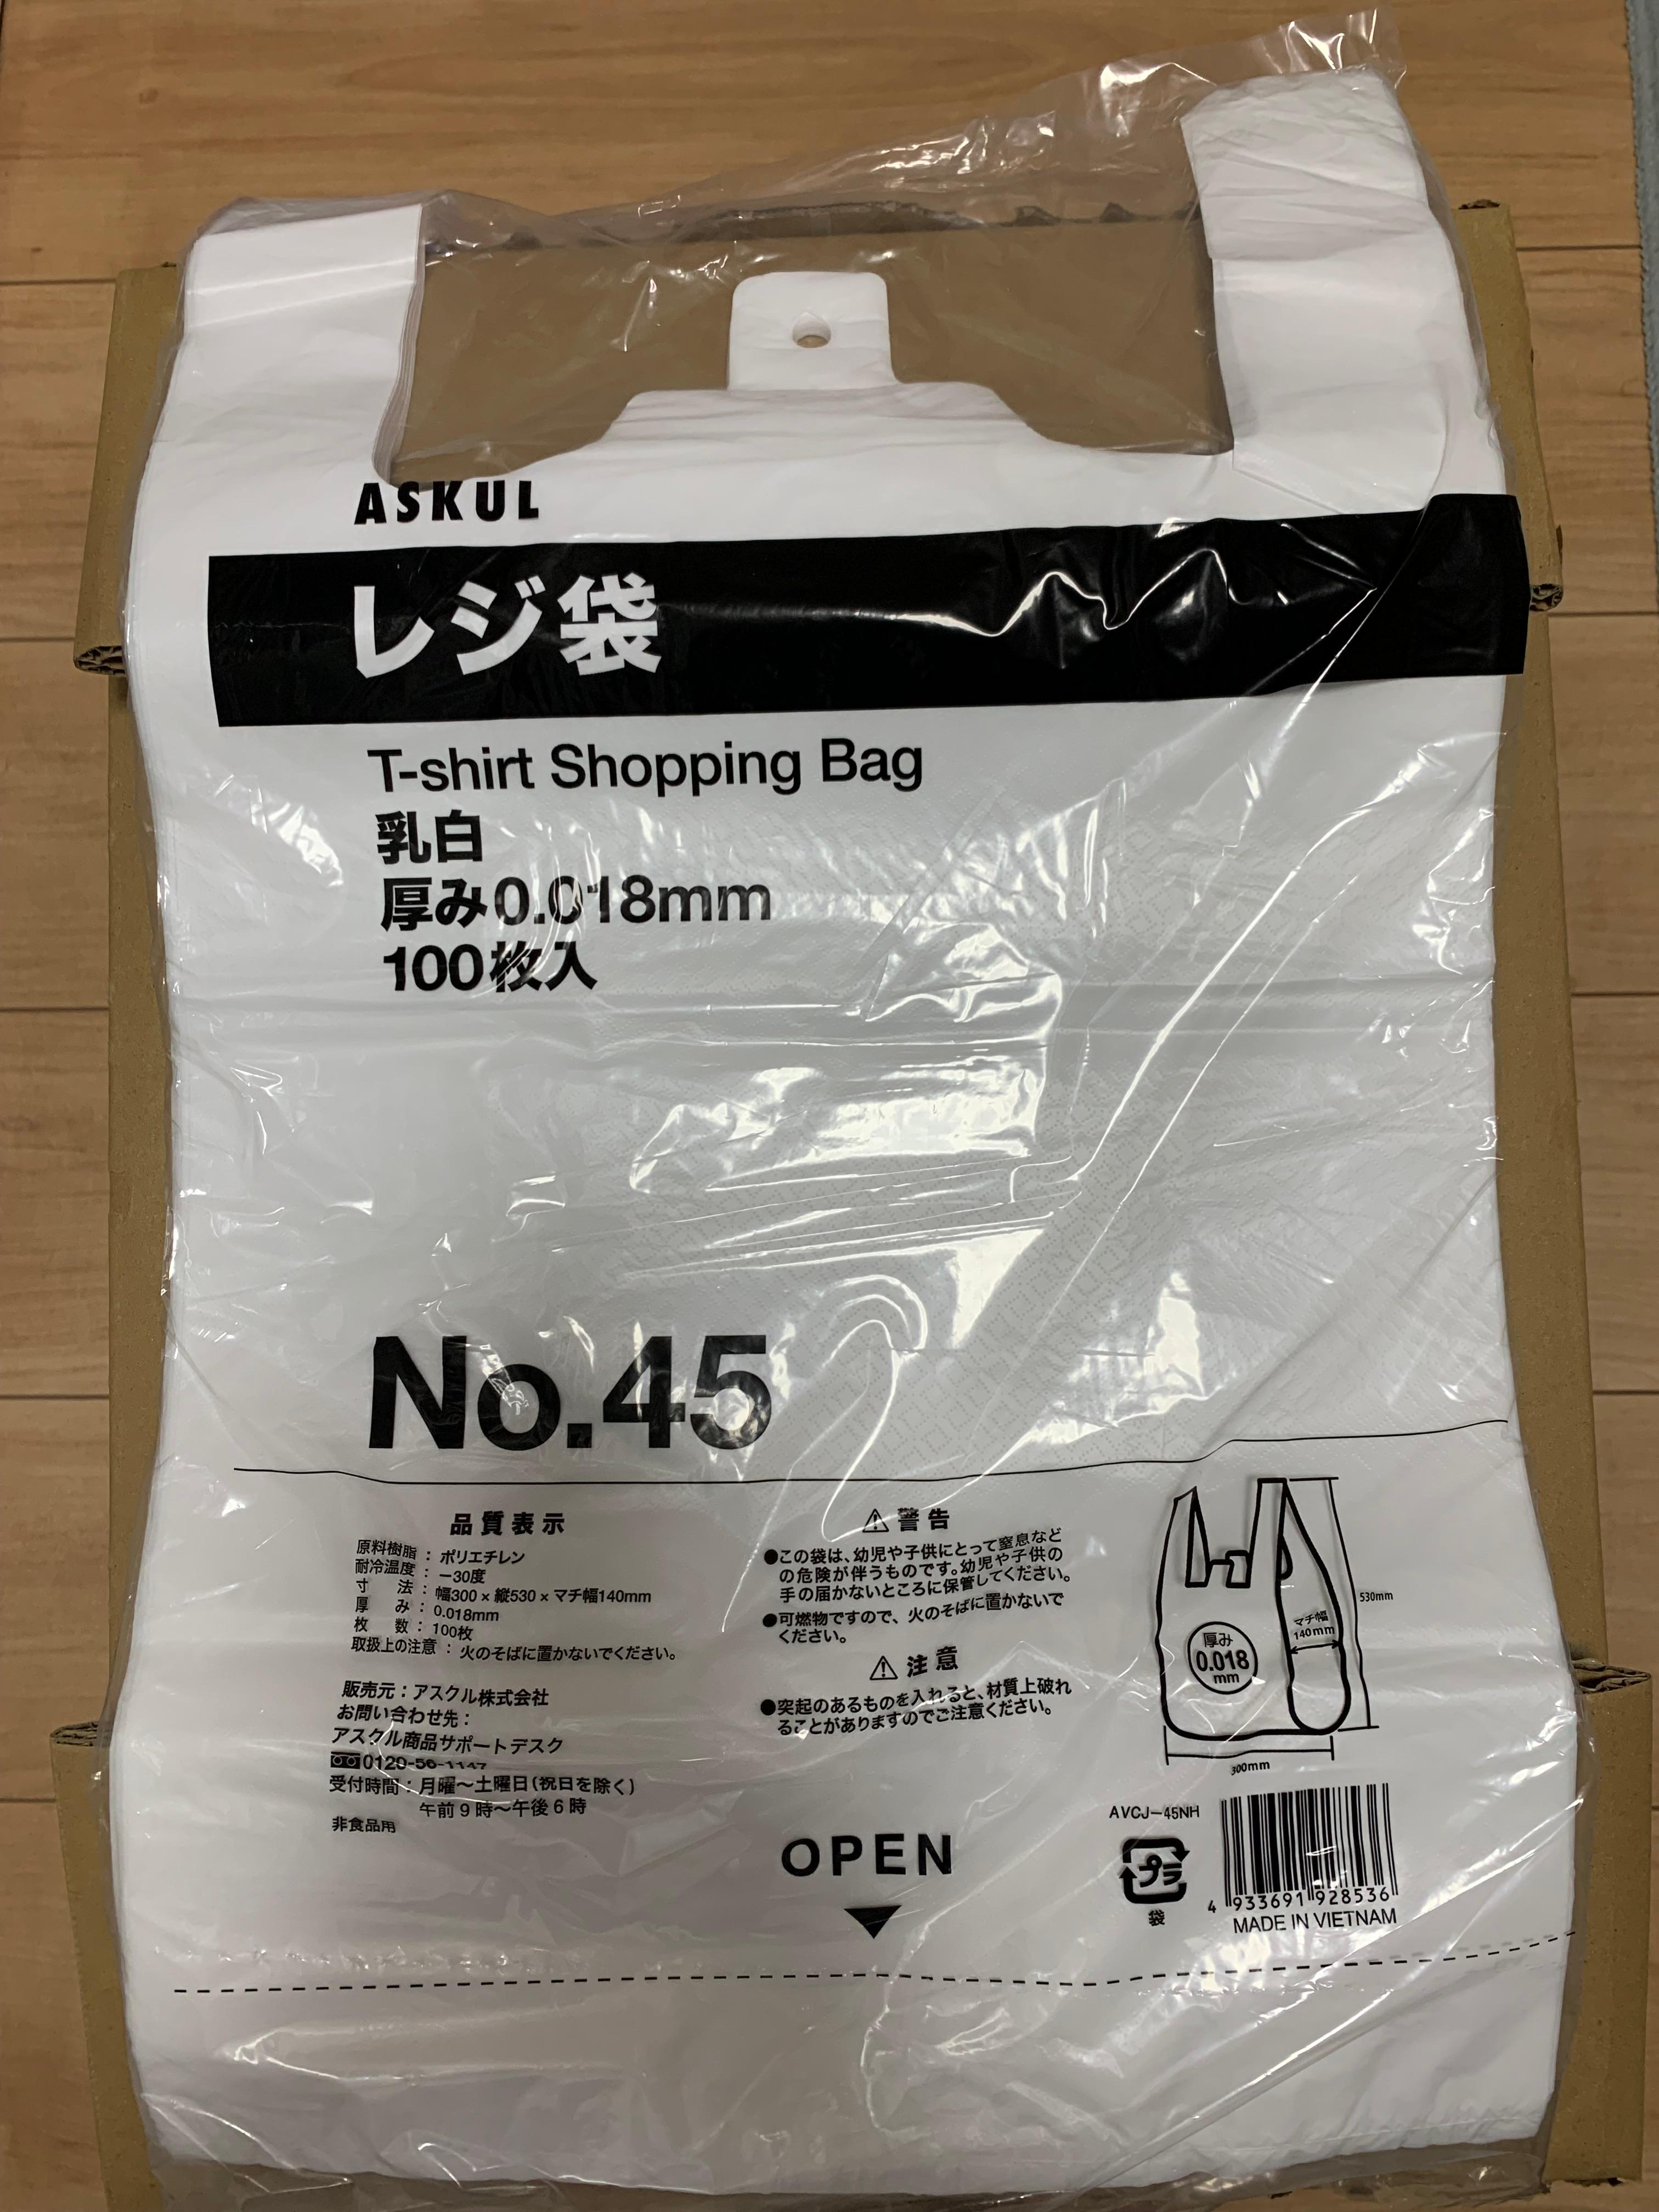 ASKUL
レジ袋
T-shirt Shopping Bag
乳白
厚み0.018mm
100枚入
No.45
品質表示
原料樹脂：ポリエチレン
耐冷温度：−30度
寸法：幅300×縦530×マチ幅140mm
厚み：0.018mm
枚数：100枚
取扱上の注意：火のそばに置かないでください。
販売元：アスクル株式会社
お問い合わせ先：
アスクル商品サポートデスク
0120-56-1147
受付時間：月曜〜土曜日(祝日を除く)
午前9時〜午後6時
非食品用
⚠警告
●この袋は、幼児や子供にとって窒息など
の危険が伴うものです。幼児や子供の
手の届かないところに保管してください。
●可燃物ですので、火のそばに置かないで
ください。
⚠注意
●突起のあるものを入れると、材質上破れ
ることがありますのでご注意ください。
530mm
マチ幅
140mm
厚み
0.018
mm
300mm
OPEN
AVCJ−45NH
プラ
袋
4 933691 928536
MADE IN VIETNAM